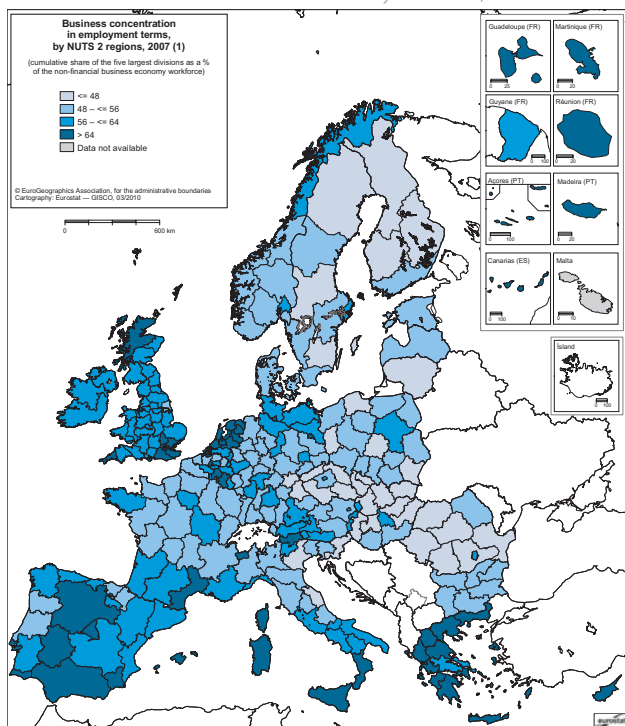 Business concentration
in employment terms,
by NUTS 2 regions, 2007 (1)
(cumulative share of the five largest divisions as a %
of the non-financial business economy workforce)
<= 48
48 – <= 56
56 – <= 64
> 64
Data not available
© EuroGeographics Association, for the administrative boundaries
Cartography: Eurostat — GISCO, 03/2010
0 600 km
Guadeloupe (FR)
0 25
Martinique (FR)
0 20
Guyane (FR)
0 100
Réunion (FR)
0 20
Açores (PT)
0 100
Madeira (PT)
0 20
Canarias (ES)
0 100
Malta
0 10
Ísland
0 100
eurostat